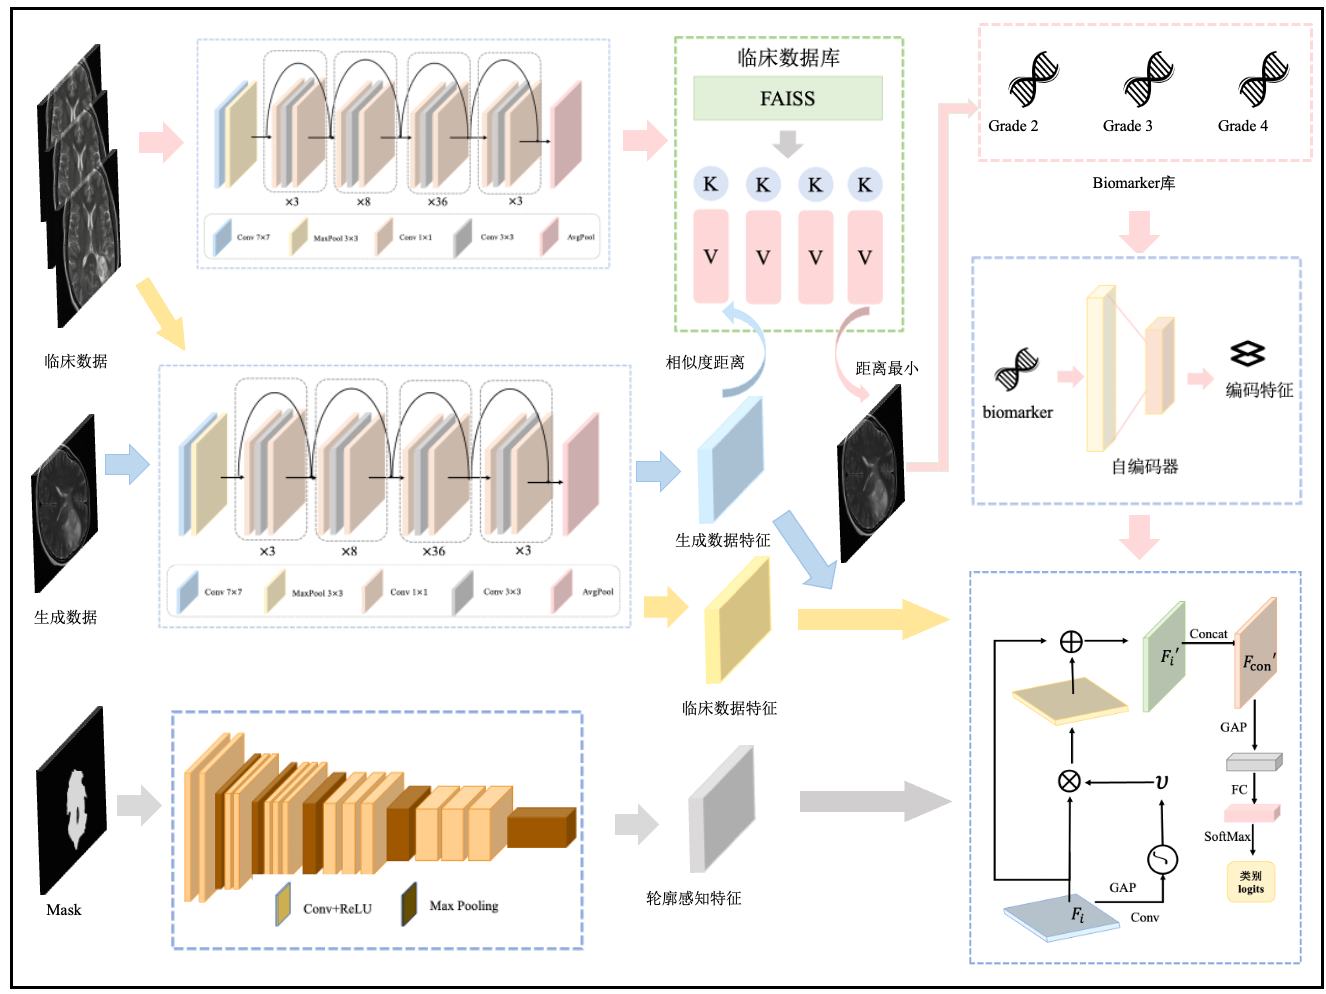 临床数据
×3
×8
×36
×3
Conv 7×7
MaxPool 3×3
Conv 1×1
Conv 3×3
AvgPool
临床数据库
FAISS
K
K
K
K
V
V
V
V
相似度距离
距离最小
Grade 2
Grade 3
Grade 4
Biomarker库
biomarker
编码特征
自编码器
生成数据
×3
×8
×36
×3
Conv 7×7
MaxPool 3×3
Conv 1×1
Conv 3×3
AvgPool
生成数据特征
临床数据特征
Mask
Conv+ReLU
Max Pooling
轮廓感知特征
Fᵢ′
Concat
F_con′
GAP
FC
SoftMax
类别
logits
υ
GAP
Conv
Fᵢ